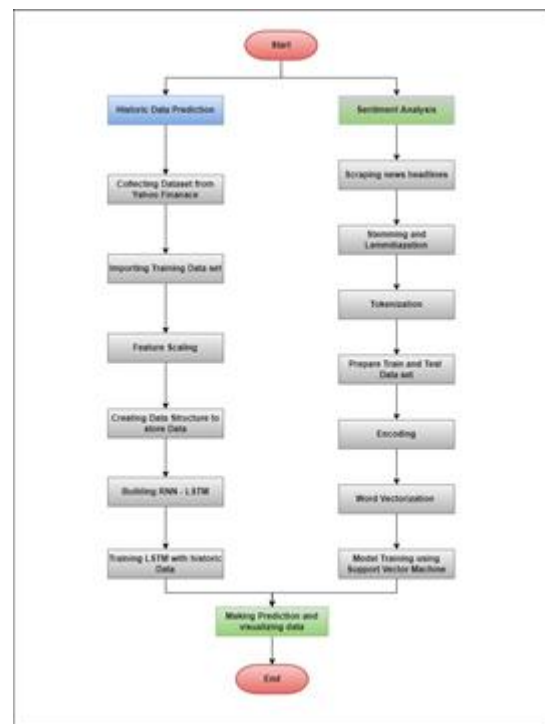 Start
Historic Data Prediction
Sentiment Analysis
Collecting Dataset from
Yahoo Finanace
Scraping news headlines
Importing Training Data set
Stemming and
Lemmitazation
Feature Scaling
Tokenization
Creating Data Structure to
store Data
Prepare Train and Test
Data set
Building RNN - LSTM
Encoding
Training LSTM with historic
Data
Word Vectorization
Model Training using
Support Vector Machine
Making Prediction and
visualizing data
End